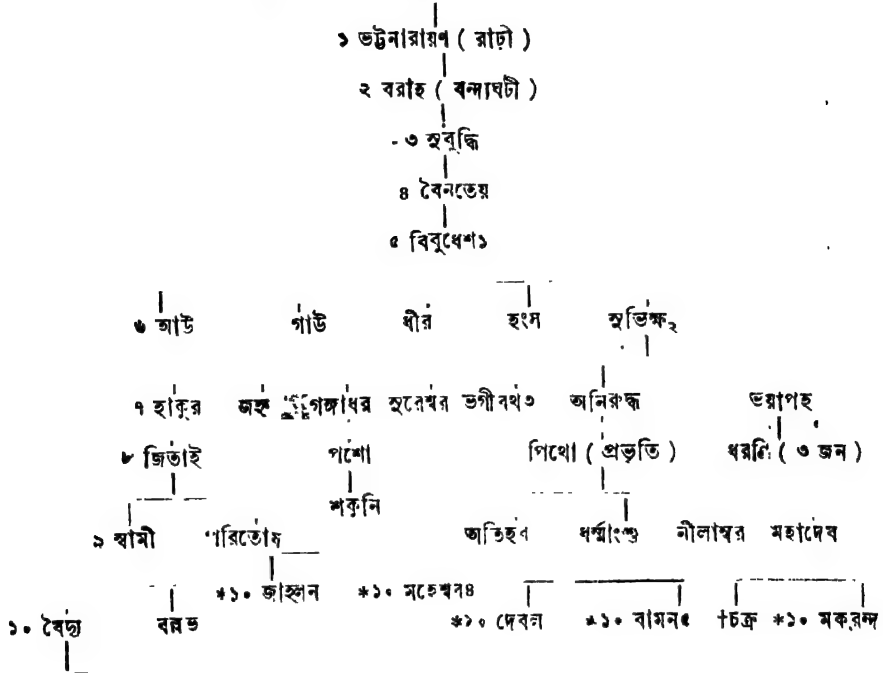 ১ ভট্টনারায়ণ ( রাঢ়ী )
২ বরাহ ( বন্দ্যঘটী )
৩ সুবুদ্ধি
৪ বৈনতেয়
৫ বিবুধেশ১
৬ আউ গাঁউ ধীর হংস সুভিক্ষ২
৭ হাকুর জহ্নু গঙ্গাধর সুরেশ্বর ভগীরথ৩ অনিরুদ্ধ ভয়াপহ
৮ জিতাই পশো পিথো ( প্রভৃতি ) ধরণি ( ৩ জন )
শকুনি
৯ স্বামী পরিতোষ অতিহব ধর্ম্মাংশু নীলাম্বর মহাদেব
*১০ জাহ্লন *১০ মহেশ্বর৪ *১০ দেবল *১০ বামন৫ †চক্র *১০ মকরন্দ
১০ বৈদ্য বল্লভ